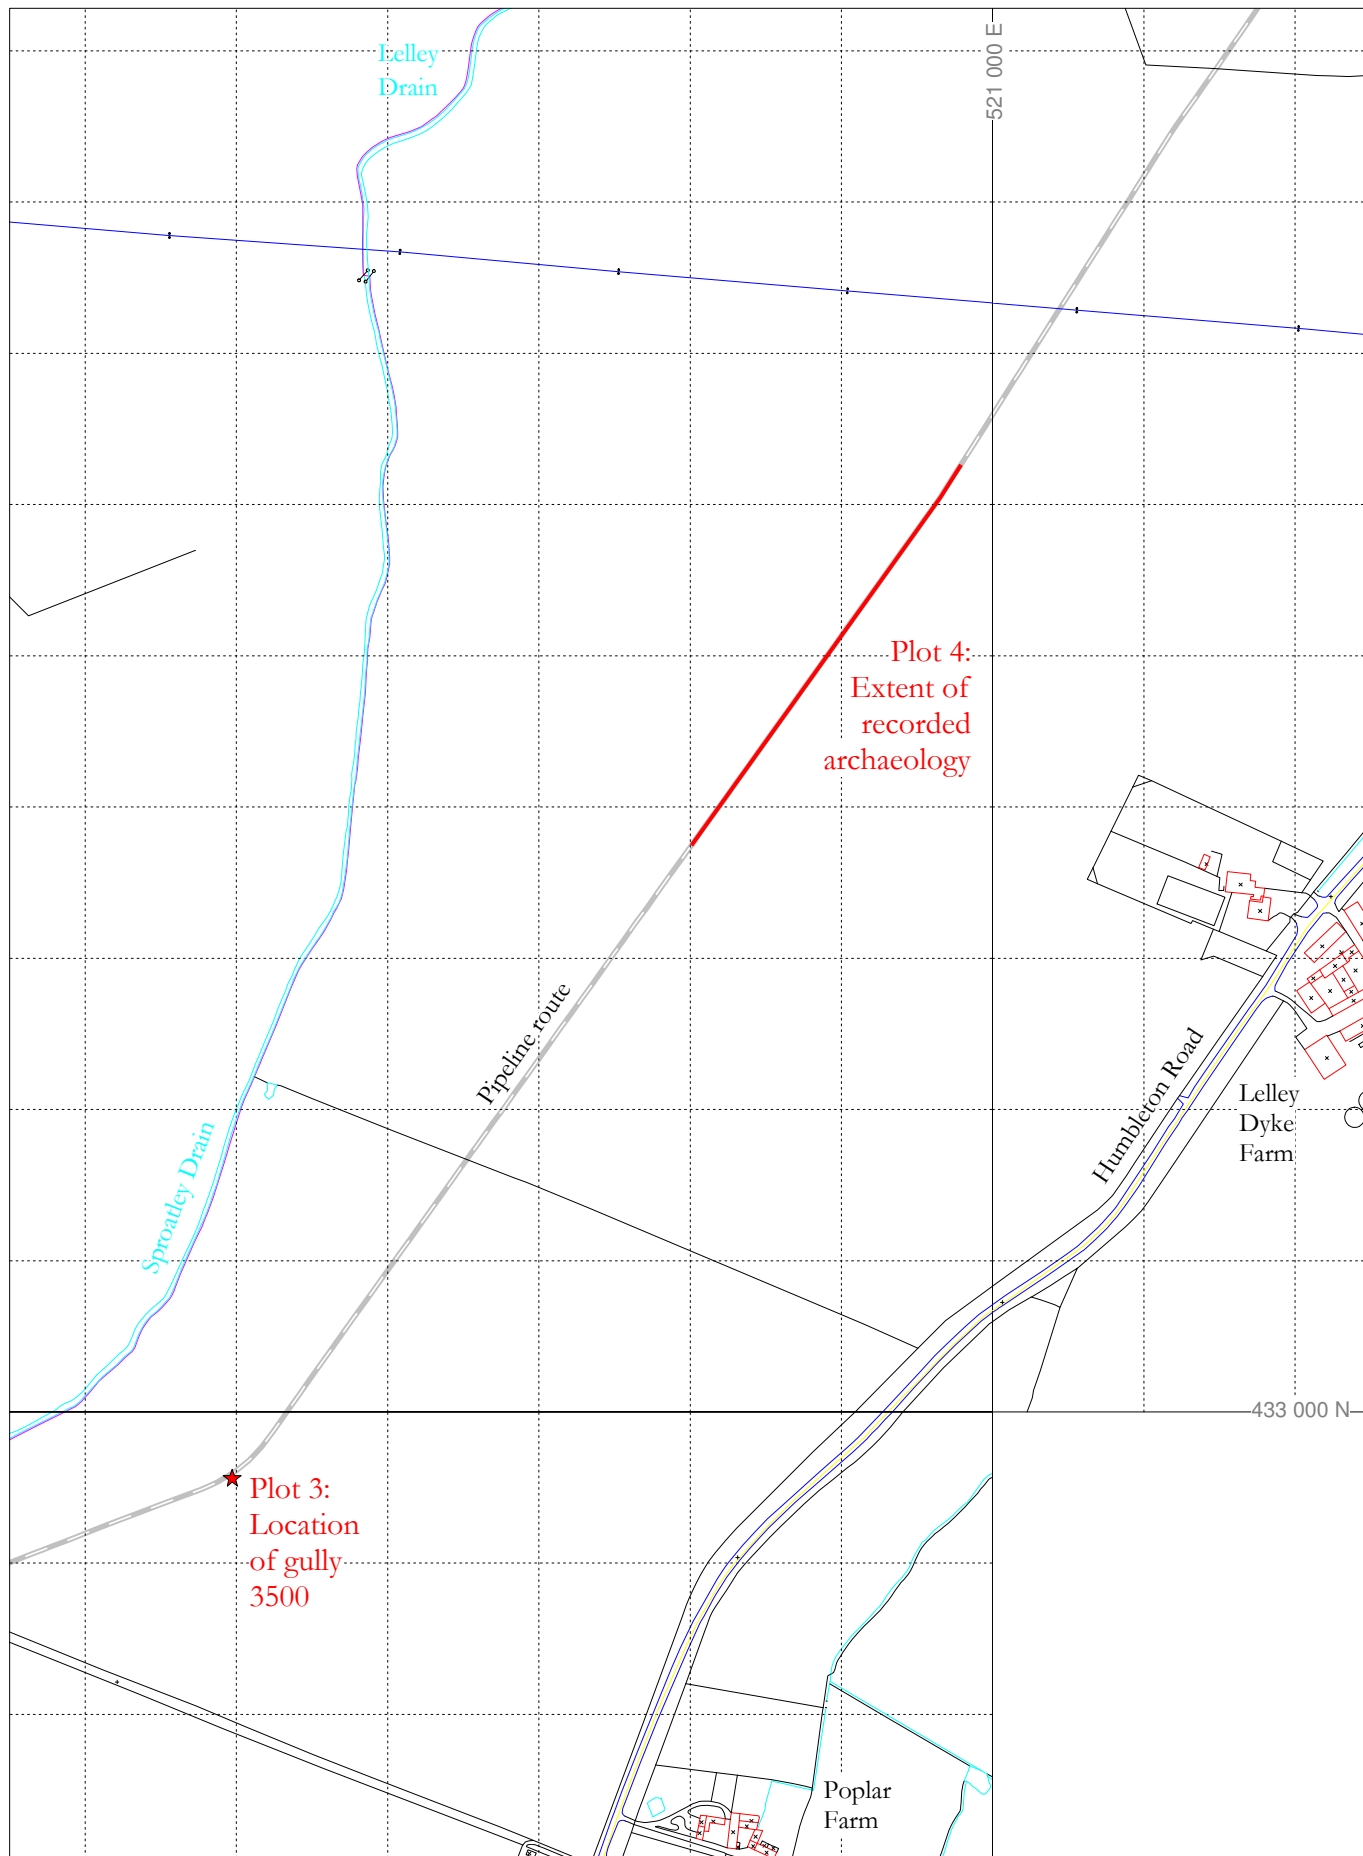 Lelley
Drain
521 000 E
Plot 4:
Extent of
recorded
archaeology
Pipeline route
Humbleton Road
Lelley
Dyke
Farm
Sproatley Drain
433 000 N
Plot 3:
Location
of gully
3500
Poplar
Farm